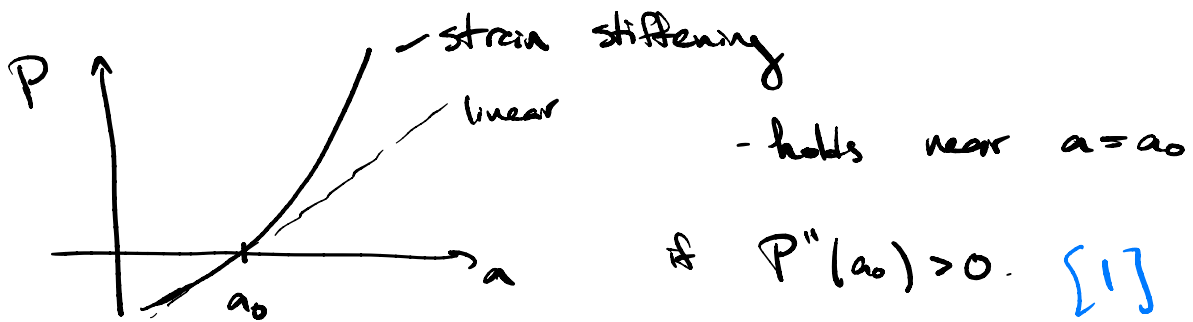 P
strain stiffening
linear
- holds near a = a₀
if P''(a₀) > 0. [1]
a
a₀